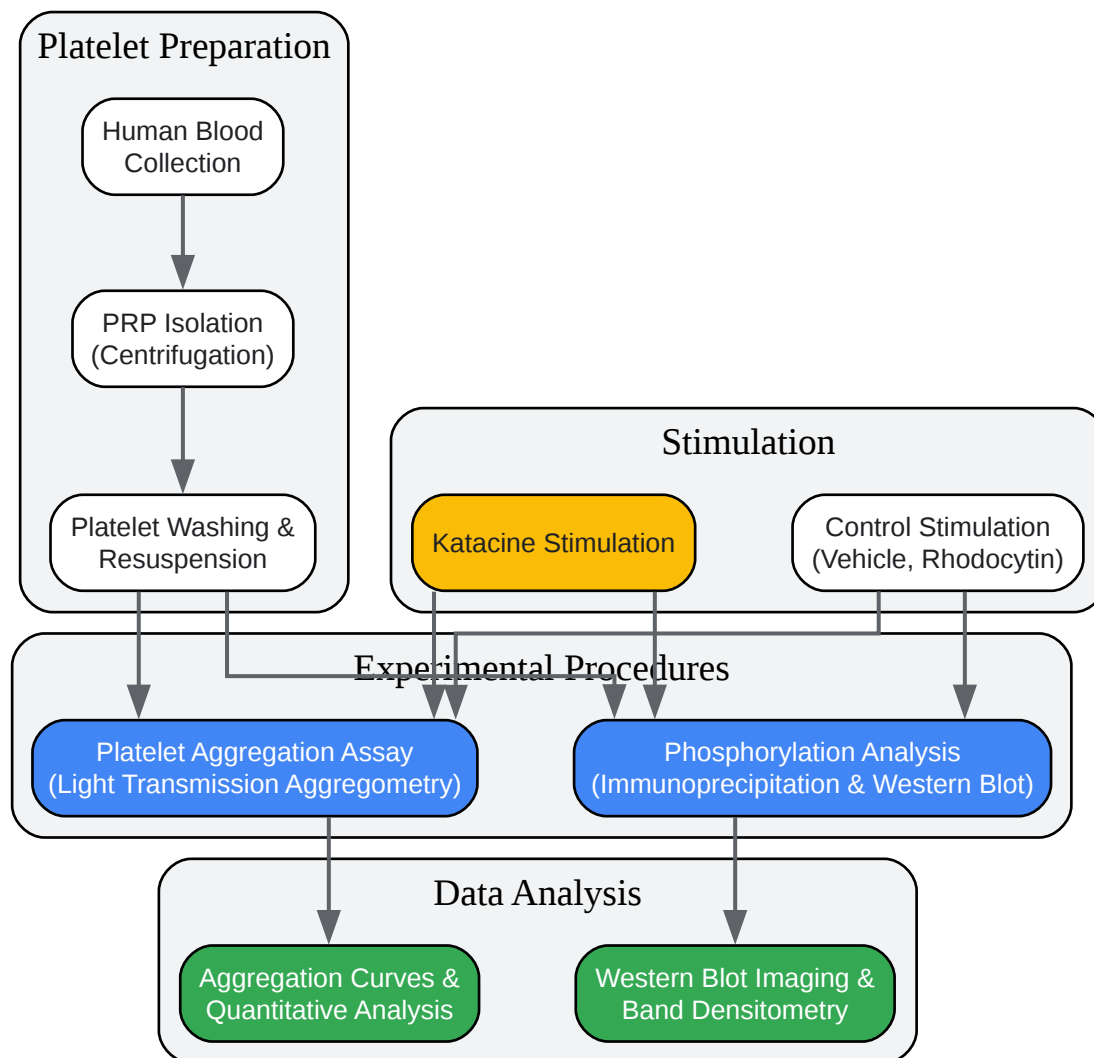 Platelet Preparation
Human Blood
Collection
PRP Isolation
(Centrifugation)
Platelet Washing &
Resuspension
Stimulation
Katacine Stimulation
Control Stimulation
(Vehicle, Rhodocytin)
Experimental Procedures
Platelet Aggregation Assay
(Light Transmission Aggregometry)
Phosphorylation Analysis
(Immunoprecipitation & Western Blot)
Data Analysis
Aggregation Curves &
Quantitative Analysis
Western Blot Imaging &
Band Densitometry